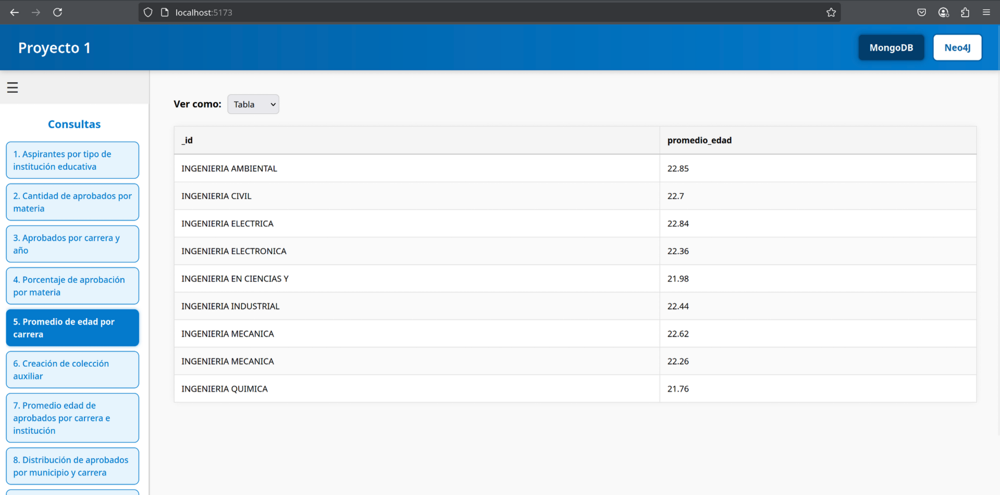 localhost:5173
Proyecto 1
MongoDB
Neo4J
Consultas
1. Aspirantes por tipo de
institución educativa
2. Cantidad de aprobados por
materia
3. Aprobados por carrera y
año
4. Porcentaje de aprobación
por materia
5. Promedio de edad por
carrera
6. Creación de colección
auxiliar
7. Promedio edad de
aprobados por carrera e
institución
8. Distribución de aprobados
por municipio y carrera
Ver como: Tabla
_id promedio_edad
INGENIERIA AMBIENTAL 22.85
INGENIERIA CIVIL 22.7
INGENIERIA ELECTRICA 22.84
INGENIERIA ELECTRONICA 22.36
INGENIERIA EN CIENCIAS Y 21.98
INGENIERIA INDUSTRIAL 22.44
INGENIERIA MECANICA 22.62
INGENIERIA MECANICA 22.26
INGENIERIA QUIMICA 21.76